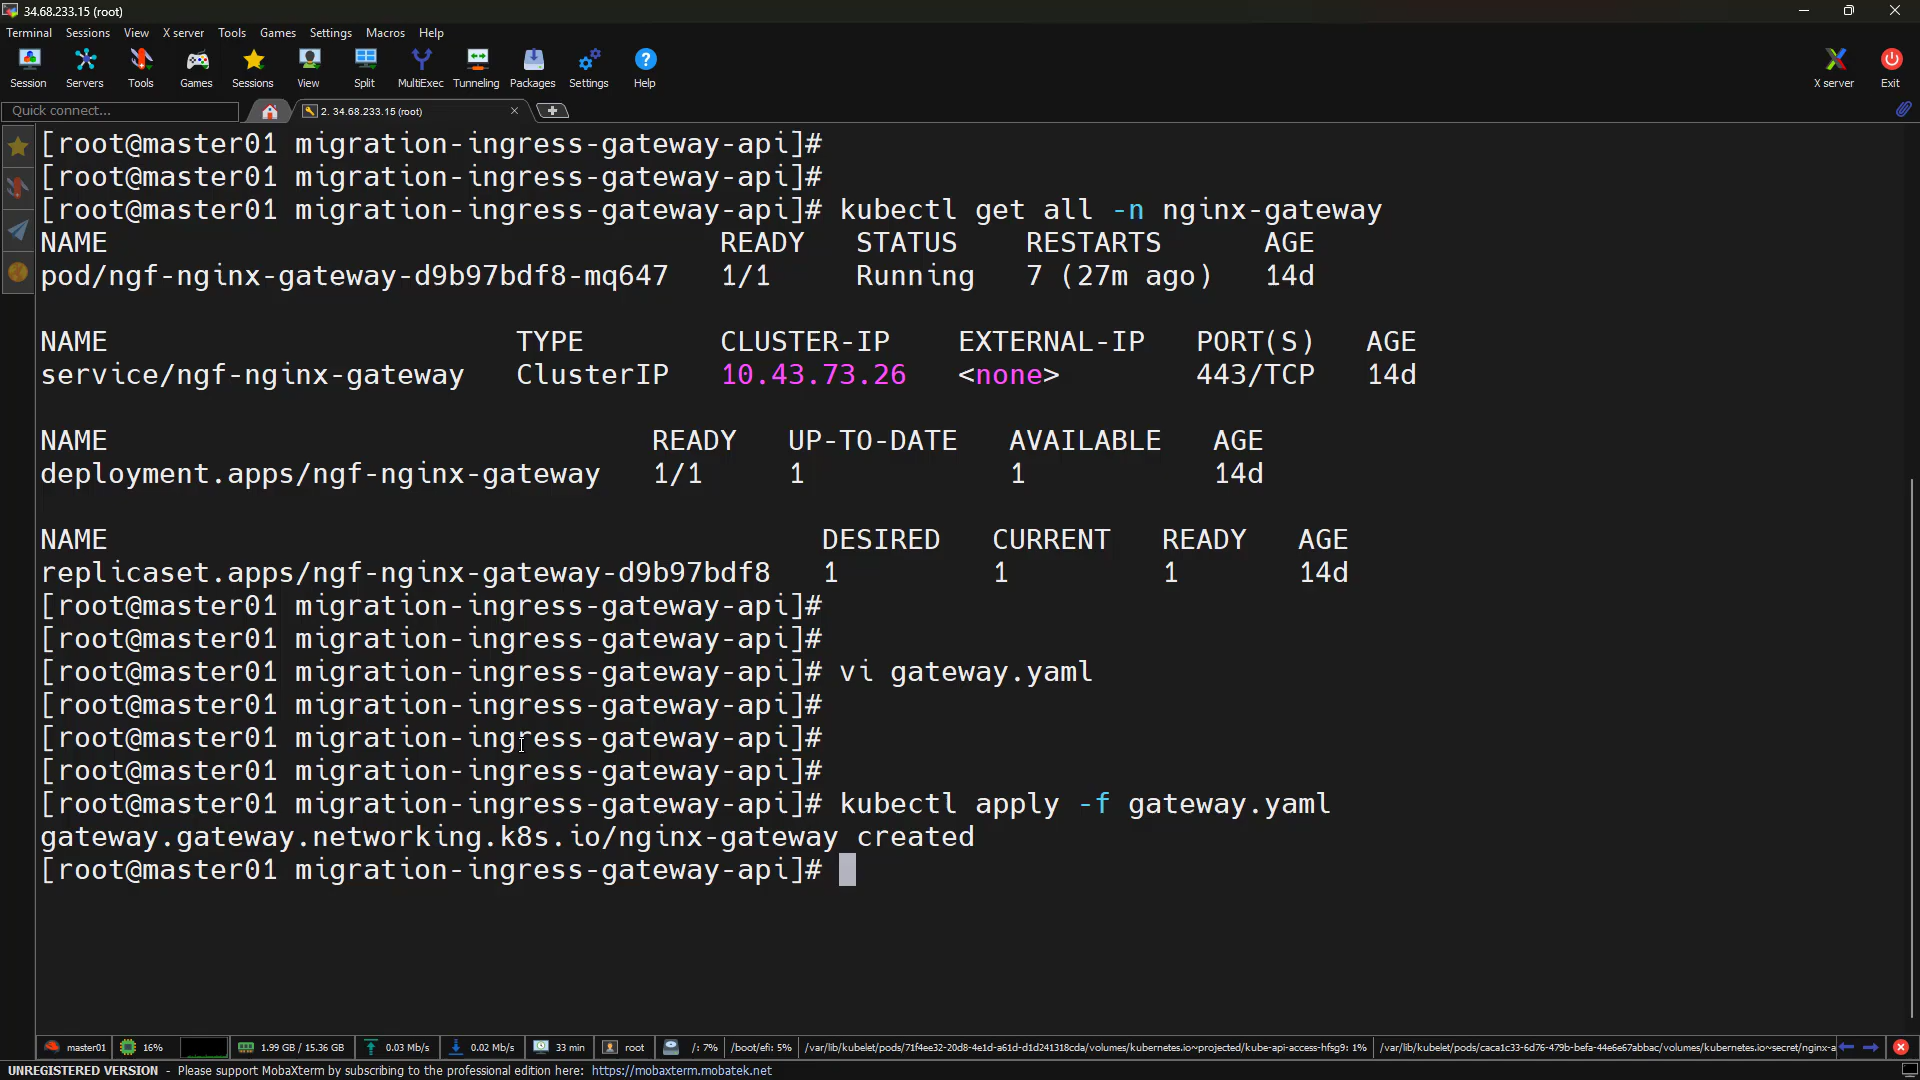 34.68.233.15 (root)
Terminal Sessions View X server Tools Games Settings Macros Help
Session Servers Tools Games Sessions View Split MultiExec Tunneling Packages Settings Help X server Exit
Quick connect... 2. 34.68.233.15 (root)
[root@master01 migration-ingress-gateway-api]#
[root@master01 migration-ingress-gateway-api]#
[root@master01 migration-ingress-gateway-api]# kubectl get all -n nginx-gateway
NAME READY STATUS RESTARTS AGE
pod/ngf-nginx-gateway-d9b97bdf8-mq647 1/1 Running 7 (27m ago) 14d
NAME TYPE CLUSTER-IP EXTERNAL-IP PORT(S) AGE
service/ngf-nginx-gateway ClusterIP 10.43.73.26 <none> 443/TCP 14d
NAME READY UP-TO-DATE AVAILABLE AGE
deployment.apps/ngf-nginx-gateway 1/1 1 1 14d
NAME DESIRED CURRENT READY AGE
replicaset.apps/ngf-nginx-gateway-d9b97bdf8 1 1 1 14d
[root@master01 migration-ingress-gateway-api]#
[root@master01 migration-ingress-gateway-api]#
[root@master01 migration-ingress-gateway-api]# vi gateway.yaml
[root@master01 migration-ingress-gateway-api]#
[root@master01 migration-ingress-gateway-api]#
[root@master01 migration-ingress-gateway-api]#
[root@master01 migration-ingress-gateway-api]# kubectl apply -f gateway.yaml
gateway.gateway.networking.k8s.io/nginx-gateway created
[root@master01 migration-ingress-gateway-api]#
master01 16% 1.99 GB / 15.36 GB 0.03 Mb/s 0.02 Mb/s 33 min root /: 7% /boot/efi: 5% /var/lib/kubelet/pods/71f4ee32-20d8-4e1d-a61d-d1d241318cda/volumes/kubernetes.io~projected/kube-api-access-hfsg9: 1% /var/lib/kubelet/pods/caca1c33-6d76-479b-befa-44e6e67abbac/volumes/kubernetes.io~secret/nginx-a
UNREGISTERED VERSION - Please support MobaXterm by subscribing to the professional edition here: https://mobaxterm.mobatek.net